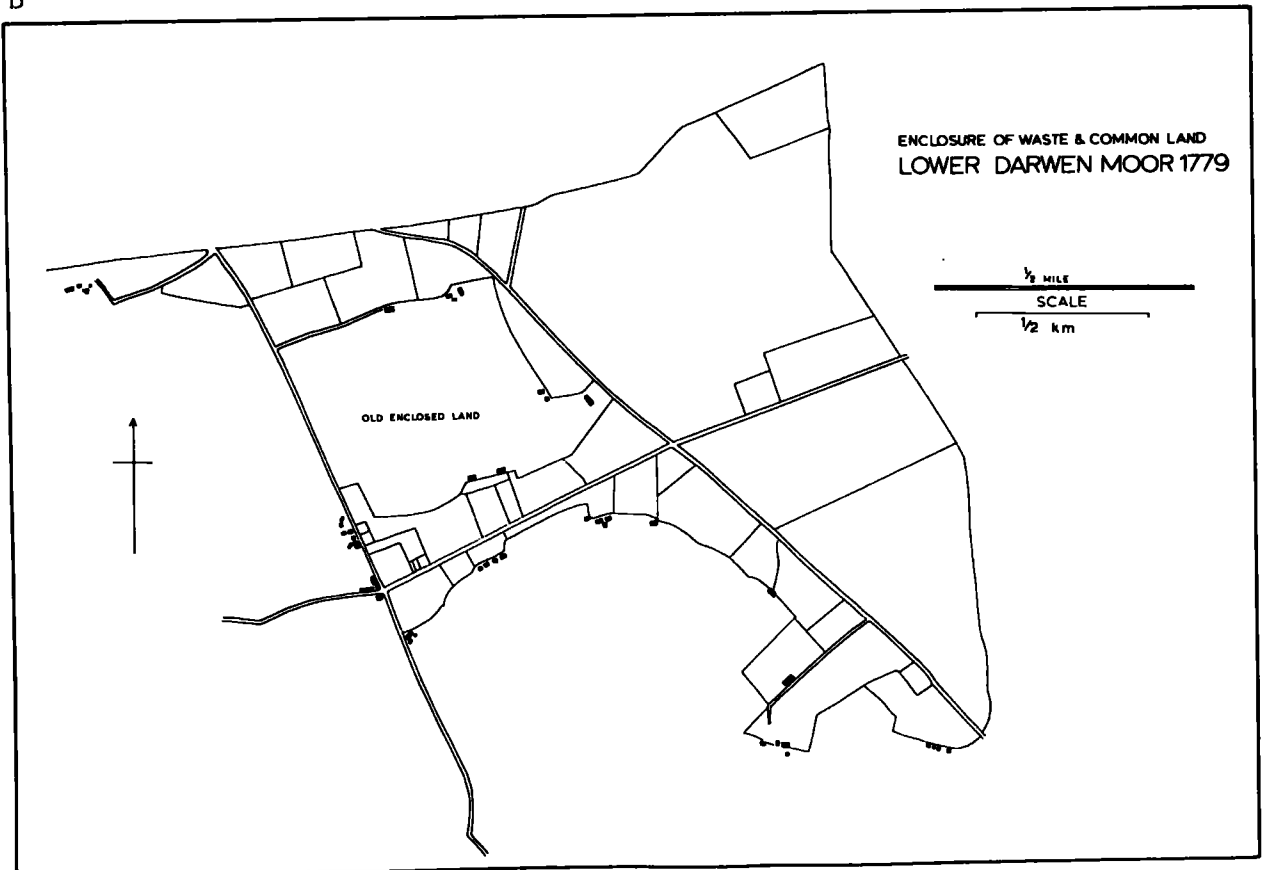 b
ENCLOSURE OF WASTE & COMMON LAND
LOWER DARWEN MOOR 1779
½ MILE
SCALE
1/2 km
OLD ENCLOSED LAND